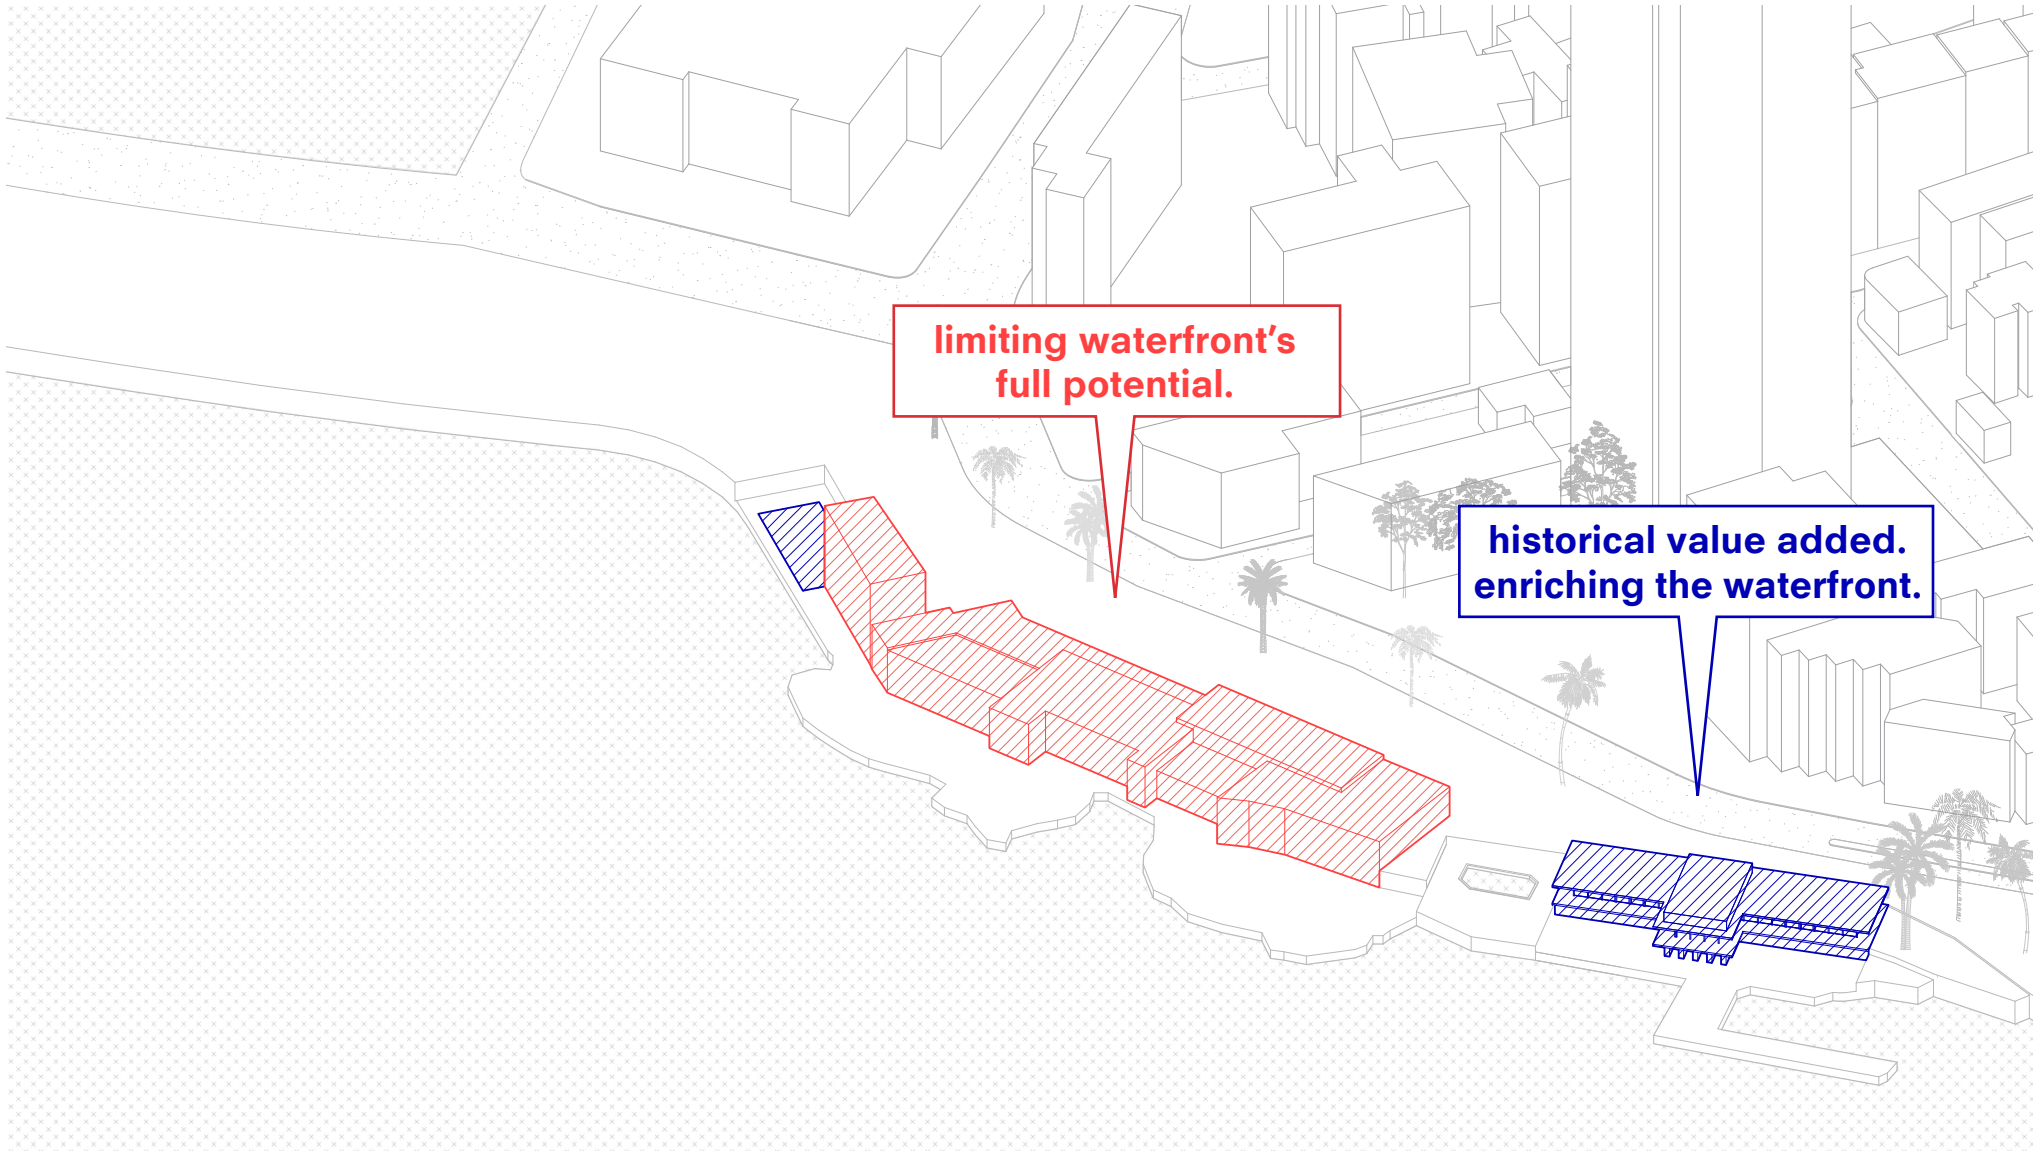 limiting waterfront’s
full potential.
historical value added.
enriching the waterfront.